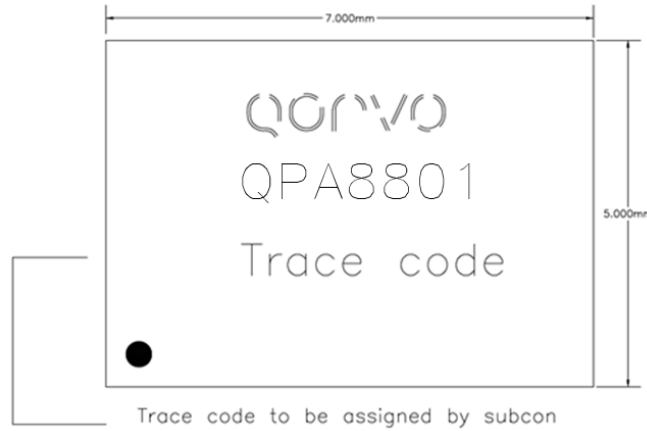 7.000mm
QORVO
QPA8801
5.000mm
Trace code
Trace code to be assigned by subcon